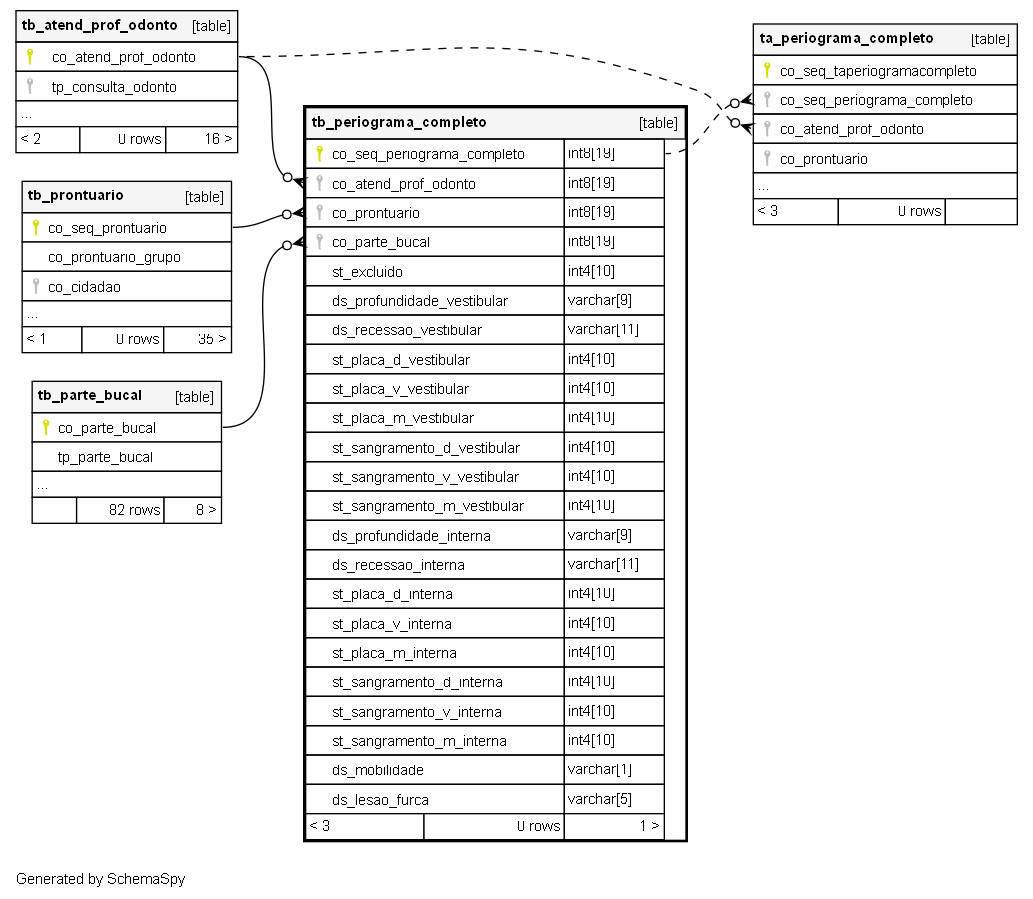 tb_atend_prof_odonto [table]
co_atend_prof_odonto
tp_consulta_odonto
...
< 2 0 rows 16 >
tb_prontuario [table]
co_seq_prontuario
co_prontuario_grupo
co_cidadao
...
< 1 0 rows 35 >
tb_parte_bucal [table]
co_parte_bucal
tp_parte_bucal
...
82 rows 8 >
tb_periograma_completo [table]
co_seq_periograma_completo int8[19]
co_atend_prof_odonto int8[19]
co_prontuario int8[19]
co_parte_bucal int8[19]
st_excluido int4[10]
ds_profundidade_vestibular varchar[9]
ds_recessao_vestibular varchar[11]
st_placa_d_vestibular int4[10]
st_placa_v_vestibular int4[10]
st_placa_m_vestibular int4[10]
st_sangramento_d_vestibular int4[10]
st_sangramento_v_vestibular int4[10]
st_sangramento_m_vestibular int4[10]
ds_profundidade_interna varchar[9]
ds_recessao_interna varchar[11]
st_placa_d_interna int4[10]
st_placa_v_interna int4[10]
st_placa_m_interna int4[10]
st_sangramento_d_interna int4[10]
st_sangramento_v_interna int4[10]
st_sangramento_m_interna int4[10]
ds_mobilidade varchar[1]
ds_lesao_furca varchar[5]
< 3 0 rows 1 >
ta_periograma_completo [table]
co_seq_taperiogramacompleto
co_seq_periograma_completo
co_atend_prof_odonto
co_prontuario
...
< 3 0 rows
Generated by SchemaSpy